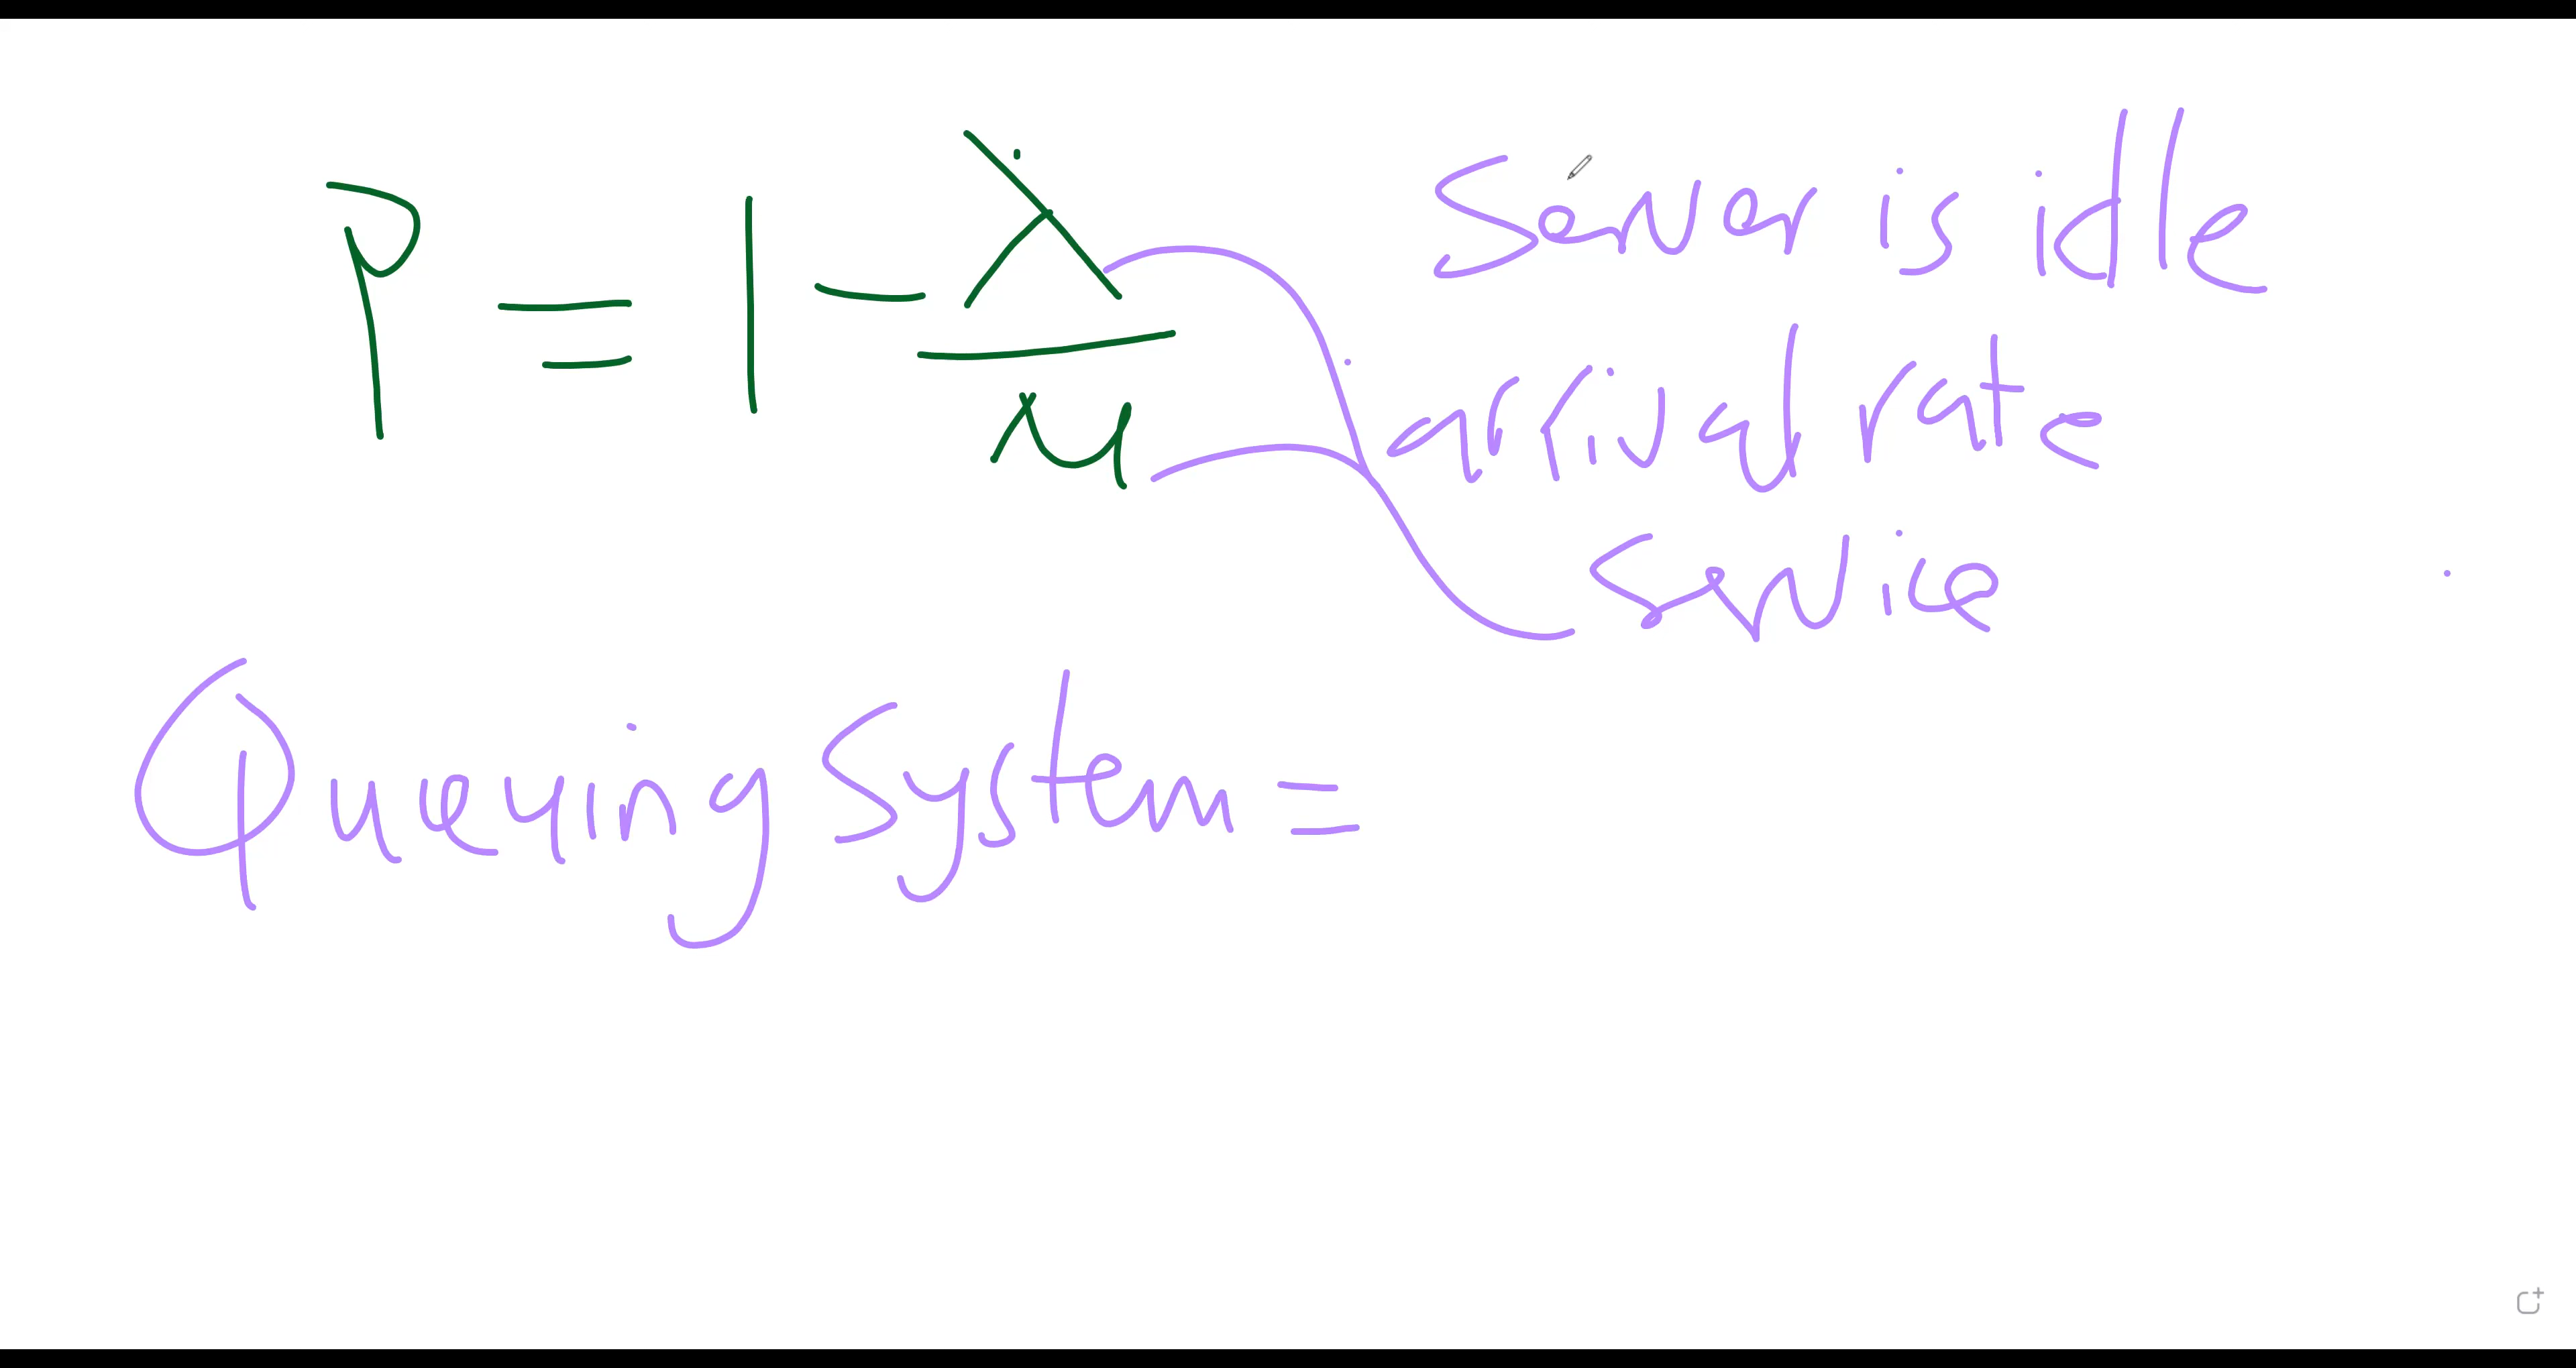 P = 1 - λ/μ
Server is idle
arrival rate
Service
Queuing System =